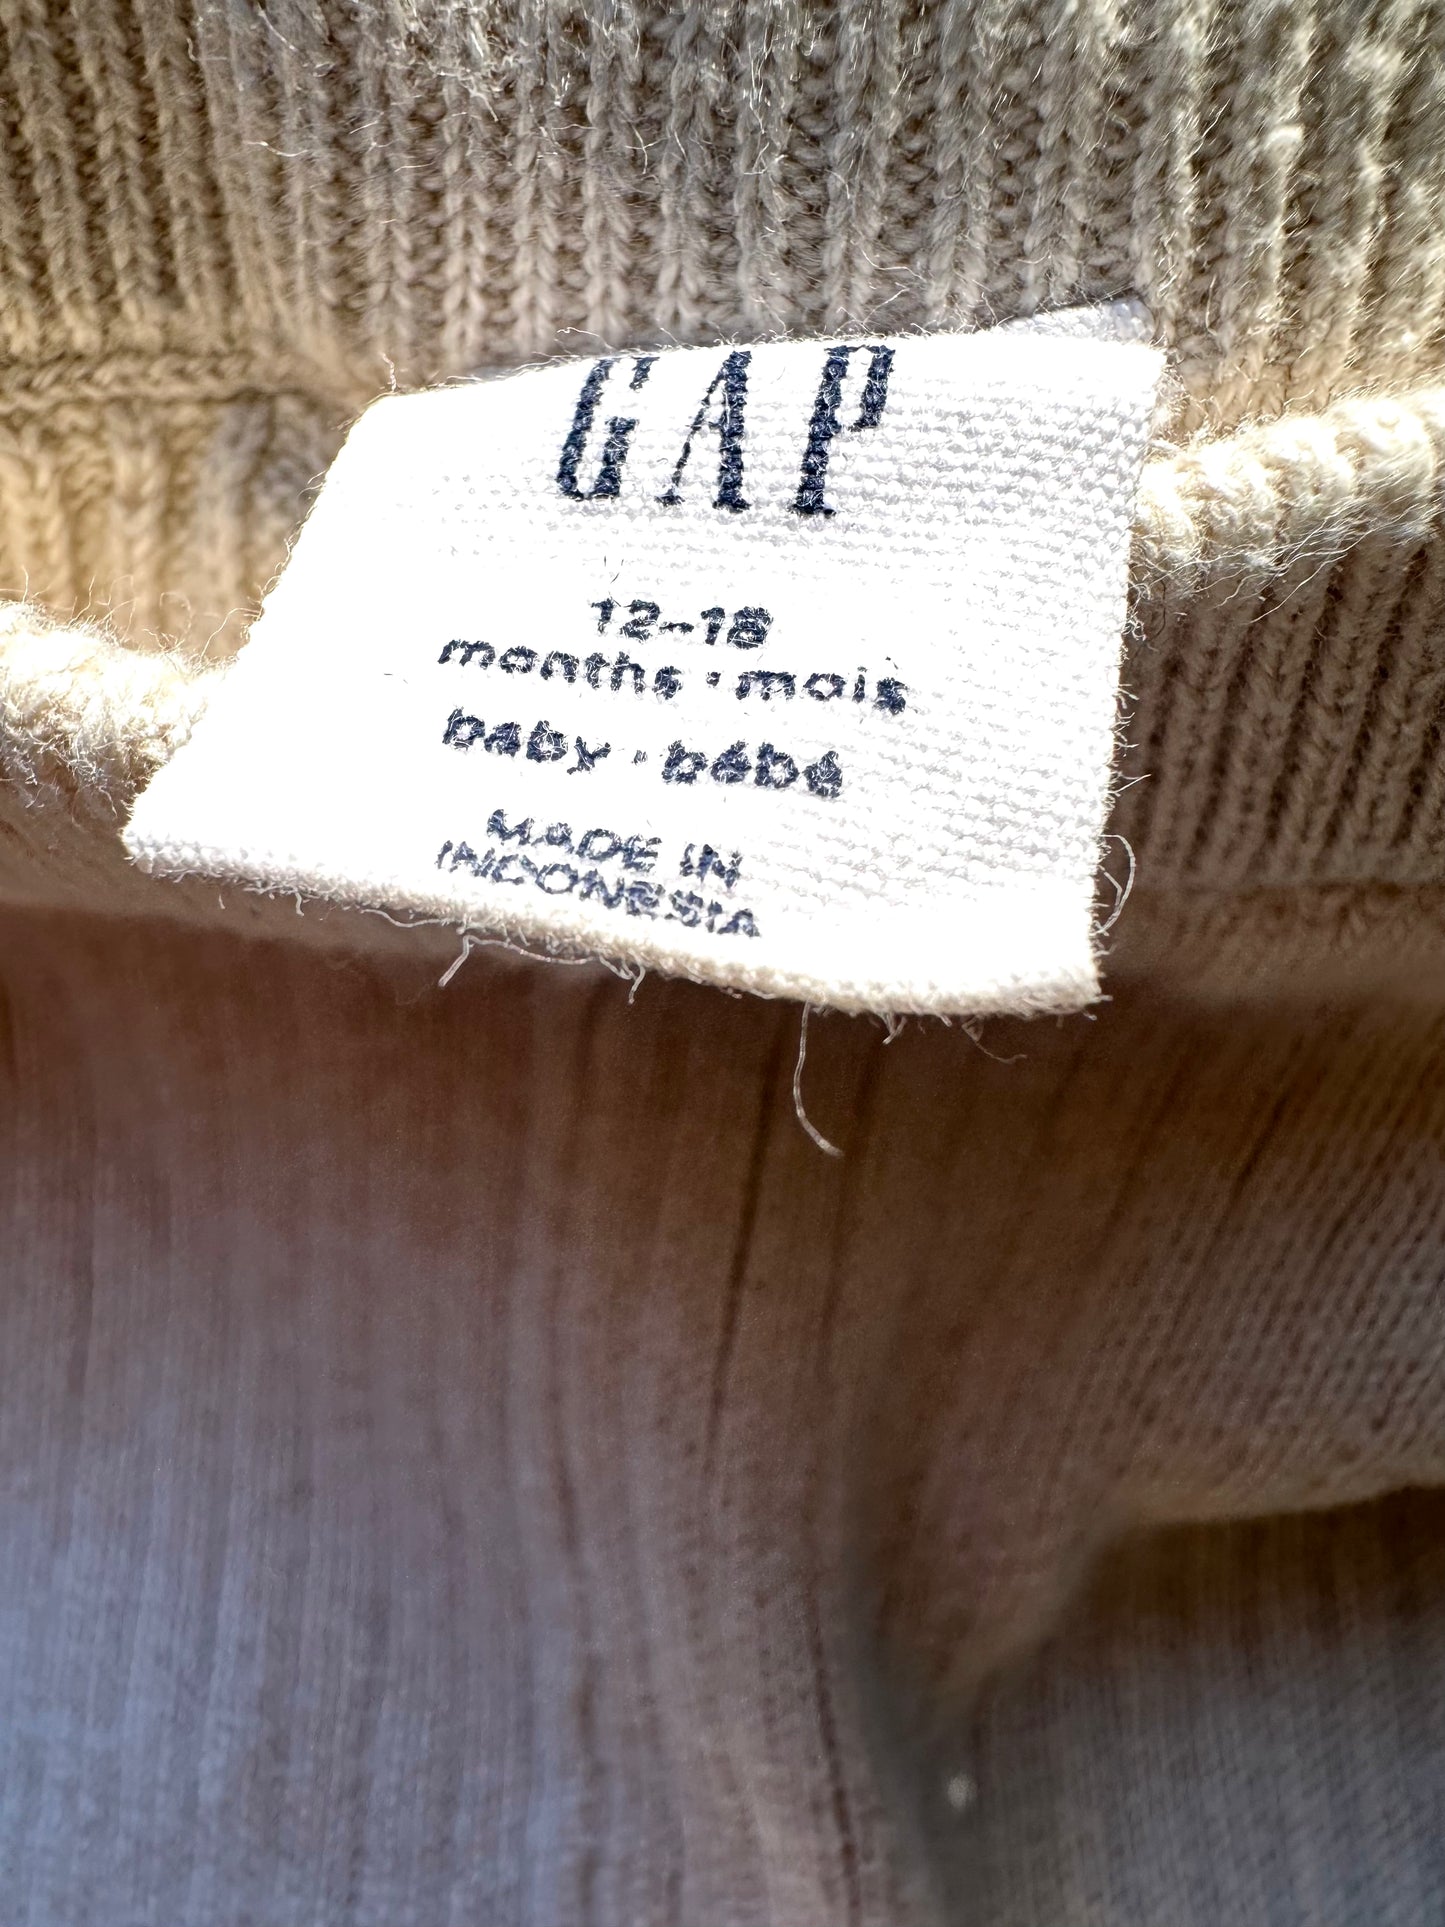 GAP
12-18
months · mois
baby · bébé
MADE IN
INDONESIA